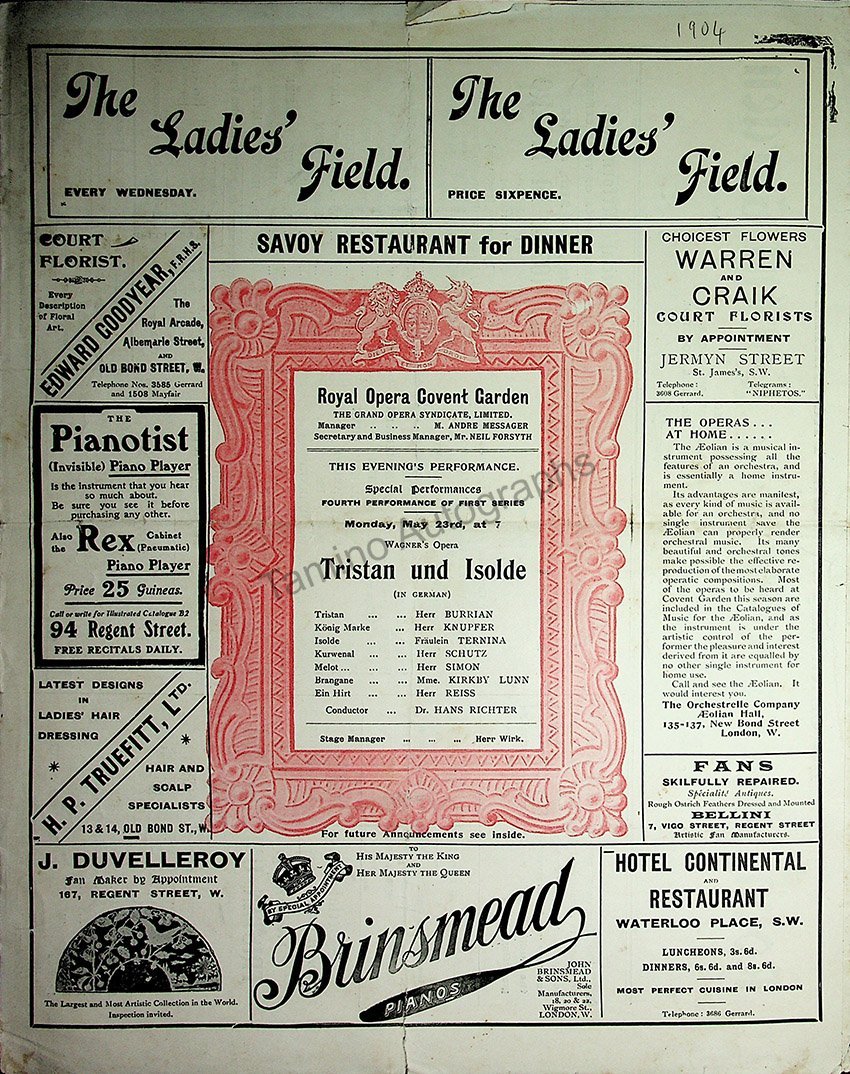 1904
The
Ladies'
Field.
EVERY WEDNESDAY.
The
Ladies'
Field.
PRICE SIXPENCE.
COURT
FLORIST.
Every
Description
of Floral
Art.
EDWARD GOODYEAR, F.R.H.S.
The
Royal Arcade,
Albemarle Street,
AND
OLD BOND STREET, W.
Telephone Nos. 3585 Gerrard
and 1508 Mayfair
THE
Pianotist
(Invisible) Piano Player
Is the instrument that you hear
so much about.
Be sure you see it before
purchasing any other.
Also the Rex Cabinet (Pneumatic)
Piano Player
Price 25 Guineas.
Call or write for Illustrated Catalogue B2
94 Regent Street.
FREE RECITALS DAILY.
LATEST DESIGNS
IN
LADIES' HAIR
DRESSING
H. P. TRUEFITT, LTD.
HAIR AND
SCALP
SPECIALISTS
13 & 14, OLD BOND ST., W.
SAVOY RESTAURANT for DINNER
DIEU ET MON DROIT
Royal Opera Covent Garden
THE GRAND OPERA SYNDICATE, LIMITED.
Manager .. .. .. M. ANDRE MESSAGER
Secretary and Business Manager, Mr. NEIL FORSYTH
THIS EVENING'S PERFORMANCE.
Special Performances
FOURTH PERFORMANCE OF FIRST SERIES
Monday, May 23rd, at 7
WAGNER'S Opera
Tristan und Isolde
(IN GERMAN)
Tristan ... ... Herr BURRIAN
König Marke ... Herr KNUPFER
Isolde ... ... Fräulein TERNINA
Kurwenal ... ... Herr SCHUTZ
Melot ... ... Herr SIMON
Brangane ... ... Mme. KIRKBY LUNN
Ein Hirt ... ... Herr REISS
Conductor ... Dr. HANS RICHTER
Stage Manager ... ... ... Herr Wirk.
Tamino Autographs
For future Announcements see inside.
CHOICEST FLOWERS
WARREN
AND
CRAIK
COURT FLORISTS
BY APPOINTMENT
JERMYN STREET
St. James's, S.W.
Telephone : 3608 Gerrard.
Telegrams : "NIPHETOS."
THE OPERAS...
AT HOME......
The Æolian is a musical in-
strument possessing all the
features of an orchestra, and
is essentially a home instru-
ment.
Its advantages are manifest,
as every kind of music is avail-
able for an orchestra, and no
single instrument save the
Æolian can properly render
orchestral music. Its many
beautiful and orchestral tones
make possible the effective re-
production of the most elaborate
operatic compositions. Most
of the operas to be heard at
Covent Garden this season are
included in the Catalogues of
Music for the Æolian, and as
the instrument is under the
artistic control of the per-
former the pleasure and interest
derived from it are equalled by
no other single instrument for
home use.
Call and see the Æolian. It
would interest you.
The Orchestrelle Company
Æolian Hall,
135-137, New Bond Street
London, W.
FANS
SKILFULLY REPAIRED.
Spécialité Antiques.
Rough Ostrich Feathers Dressed and Mounted
BELLINI
7, VIGO STREET, REGENT STREET
Artistic Fan Manufacturers.
J. DUVELLEROY
Fan Maker by Appointment
167, REGENT STREET, W.
The Largest and Most Artistic Collection in the World.
Inspection invited.
TO
HIS MAJESTY THE KING
AND
HER MAJESTY THE QUEEN
BY SPECIAL APPOINTMENT
Brinsmead
PIANOS
JOHN
BRINSMEAD
& SONS, Ltd.,
Sole
Manufacturers,
18, 20 & 22,
Wigmore St.,
LONDON, W.
HOTEL CONTINENTAL
AND
RESTAURANT
WATERLOO PLACE, S.W.
LUNCHEONS, 3s. 6d.
DINNERS, 6s. 6d. and 8s. 6d.
MOST PERFECT CUISINE IN LONDON
Telephone : 3686 Gerrard.